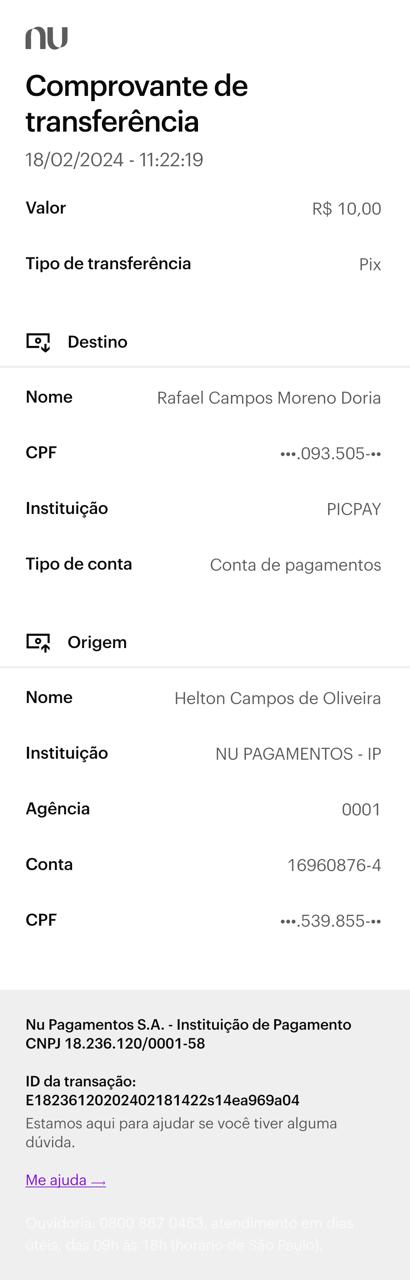 nu
Comprovante de
transferência
18/02/2024 - 11:22:19
Valor R$ 10,00
Tipo de transferência Pix
Destino
Nome Rafael Campos Moreno Doria
CPF •••.093.505-••
Instituição PICPAY
Tipo de conta Conta de pagamentos
Origem
Nome Helton Campos de Oliveira
Instituição NU PAGAMENTOS - IP
Agência 0001
Conta 16960876-4
CPF •••.539.855-••
Nu Pagamentos S.A. - Instituição de Pagamento
CNPJ 18.236.120/0001-58
ID da transação:
E18236120202402181422s14ea969a04
Estamos aqui para ajudar se você tiver alguma
dúvida.
Me ajuda →
Ouvidoria: 0800 887 0463, atendimento em dias
úteis, das 09h às 18h (horário de São Paulo).